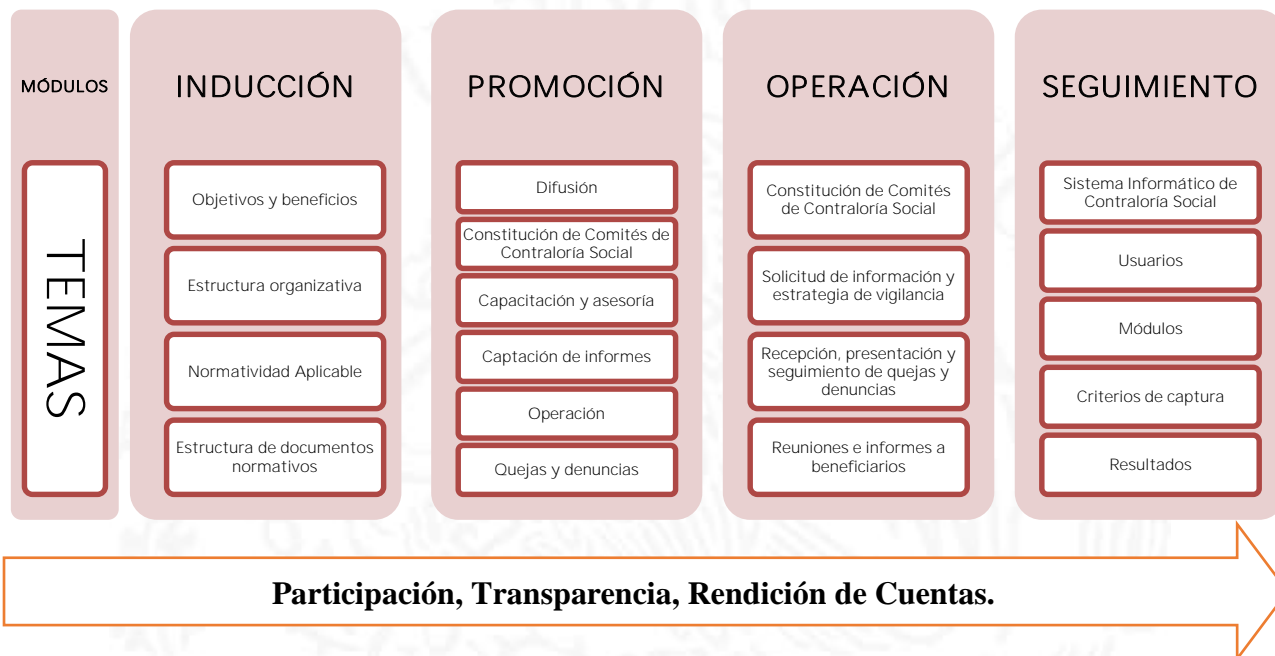 MÓDULOS
TEMAS
INDUCCIÓN
Objetivos y beneficios
Estructura organizativa
Normatividad Aplicable
Estructura de documentos
normativos
PROMOCIÓN
Difusión
Constitución de Comités de
Contraloría Social
Capacitación y asesoría
Captación de informes
Operación
Quejas y denuncias
OPERACIÓN
Constitución de Comités
de Contraloría Social
Solicitud de información y
estrategia de vigilancia
Recepción, presentación y
seguimiento de quejas y
denuncias
Reuniones e informes a
beneficiarios
SEGUIMIENTO
Sistema Informático de
Contraloría Social
Usuarios
Módulos
Criterios de captura
Resultados
Participación, Transparencia, Rendición de Cuentas.